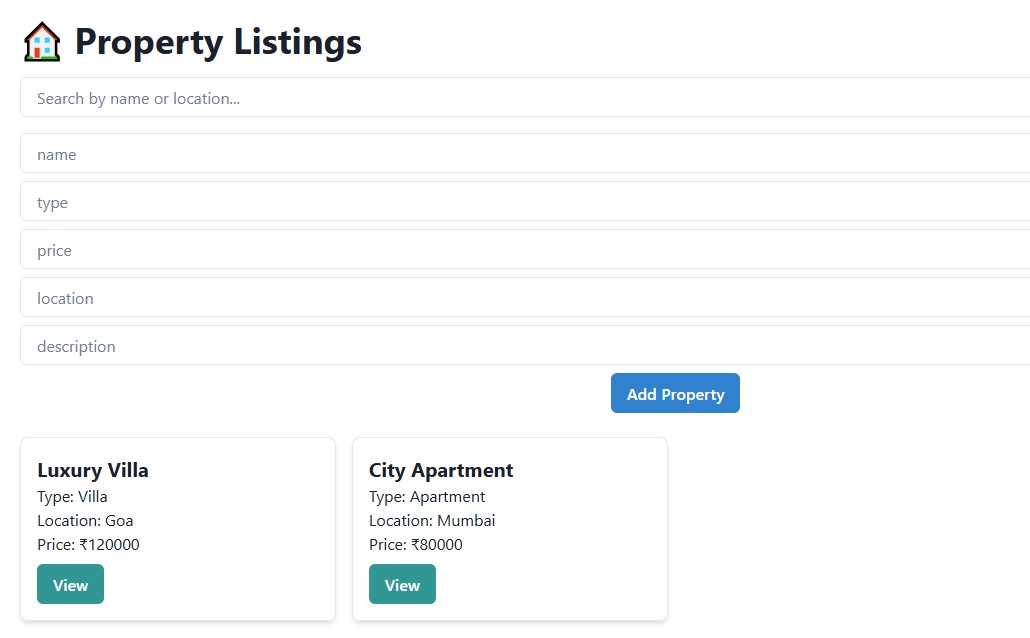 Property Listings
Search by name or location...
name
type
price
location
description
Add Property
Luxury Villa
Type: Villa
Location: Goa
Price: ₹120000
View
City Apartment
Type: Apartment
Location: Mumbai
Price: ₹80000
View